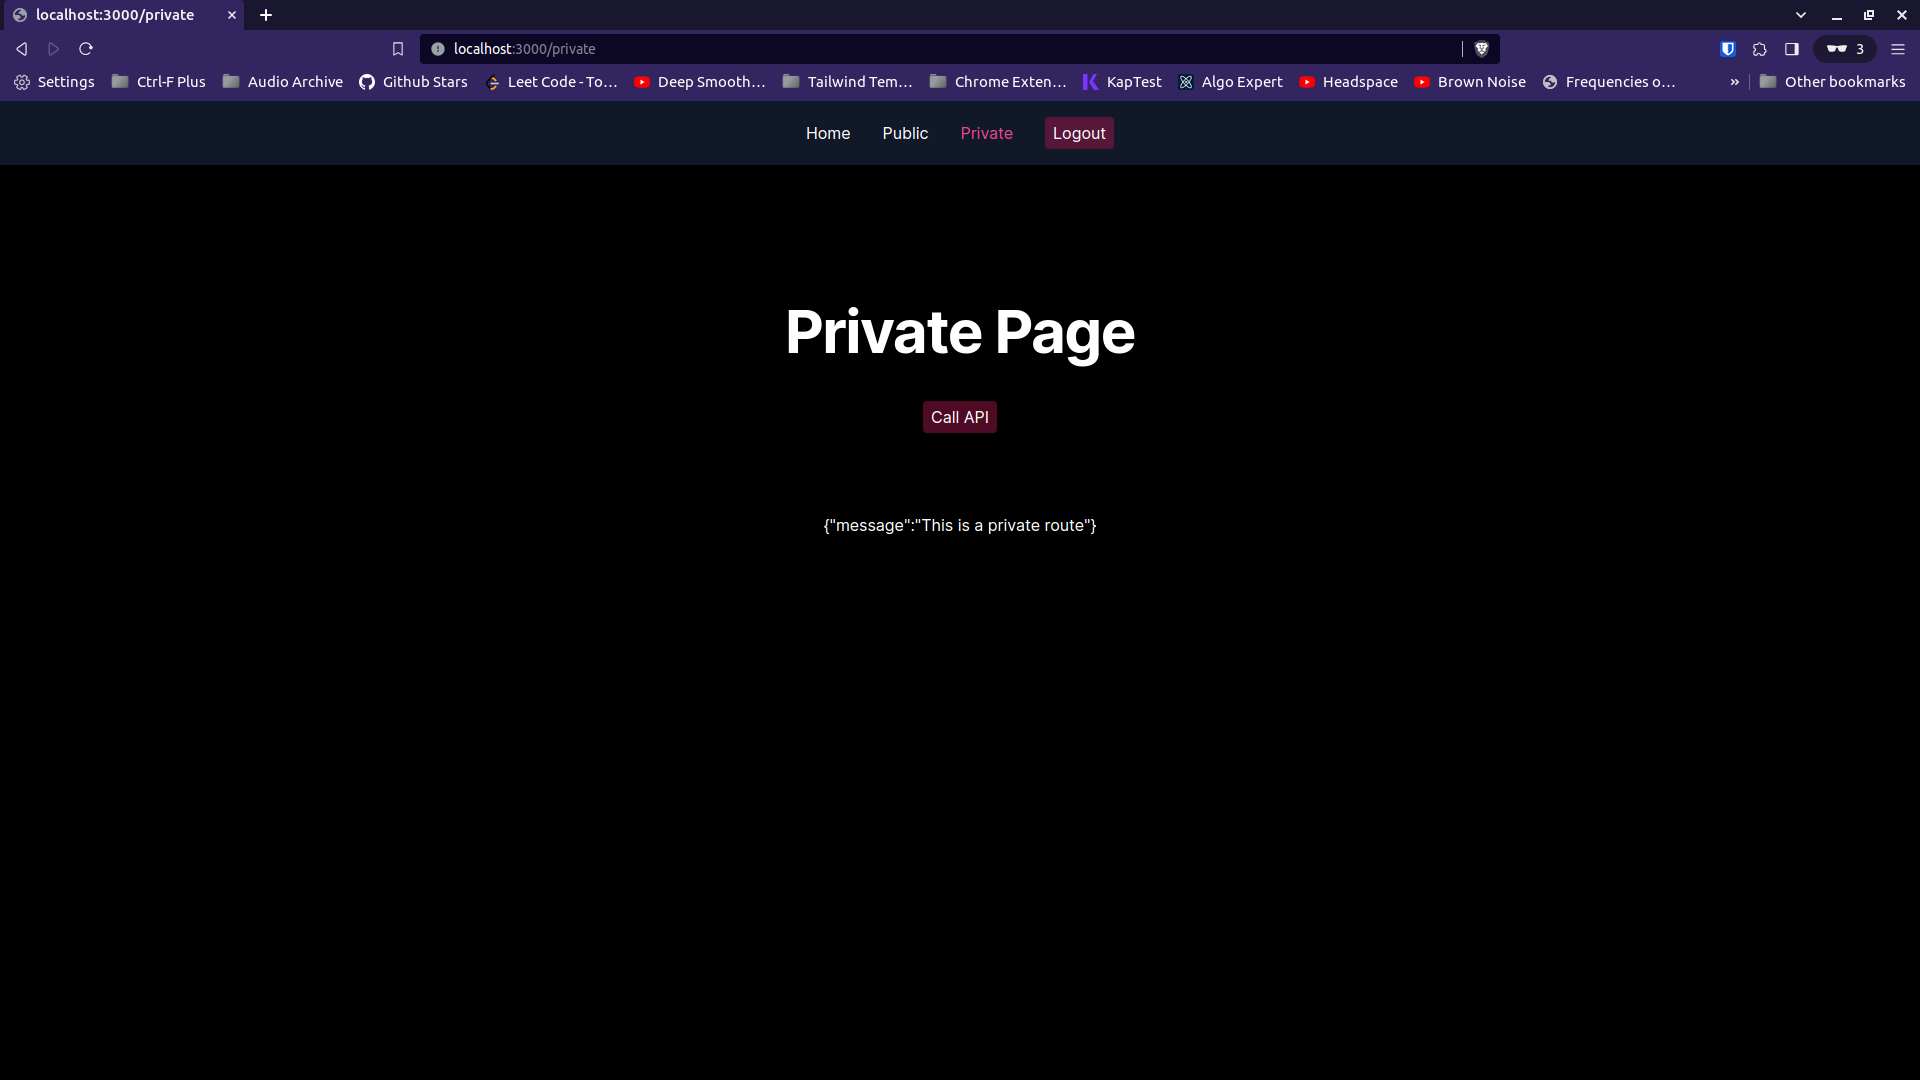 localhost:3000/private
localhost:3000/private
3
Settings Ctrl-F Plus Audio Archive Github Stars Leet Code - To… Deep Smooth… Tailwind Tem… Chrome Exten… KapTest Algo Expert Headspace Brown Noise Frequencies o… » Other bookmarks
Home Public Private Logout
Private Page
Call API
{"message":"This is a private route"}